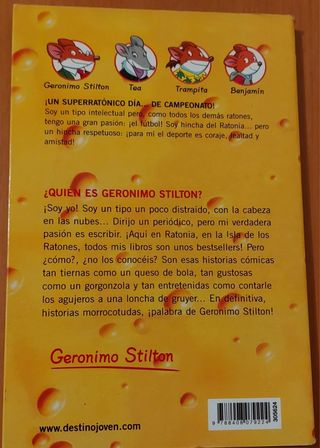 Geronimo Stilton Tea Trampita Benjamín
¡UN SUPERRATÓNICO DÍA... DE CAMPEONATO!
Soy un tipo intelectual pero, como todos los demás ratones,
tengo una gran pasión: ¡el fútbol! Soy hincha del Ratonia... pero
un hincha respetuoso: ¡para mí el deporte es coraje, lealtad y
amistad!
¿QUIÉN ES GERONIMO STILTON?
¡Soy yo! Soy un tipo un poco distraído, con la cabeza
en las nubes... Dirijo un periódico, pero mi verdadera
pasión es escribir. ¡Aquí en Ratonia, en la Isla de los
Ratones, todos mis libros son unos bestsellers! Pero
¿cómo?, ¿no los conocéis? Son esas historias cómicas
tan tiernas como un queso de bola, tan gustosas
como un gorgonzola y tan entretenidas como contarle
los agujeros a una loncha de gruyer... En definitiva,
historias morrocotudas, ¡palabra de Geronimo Stilton!
Geronimo Stilton
www.destinojoven.com
9 788408 079224
305624